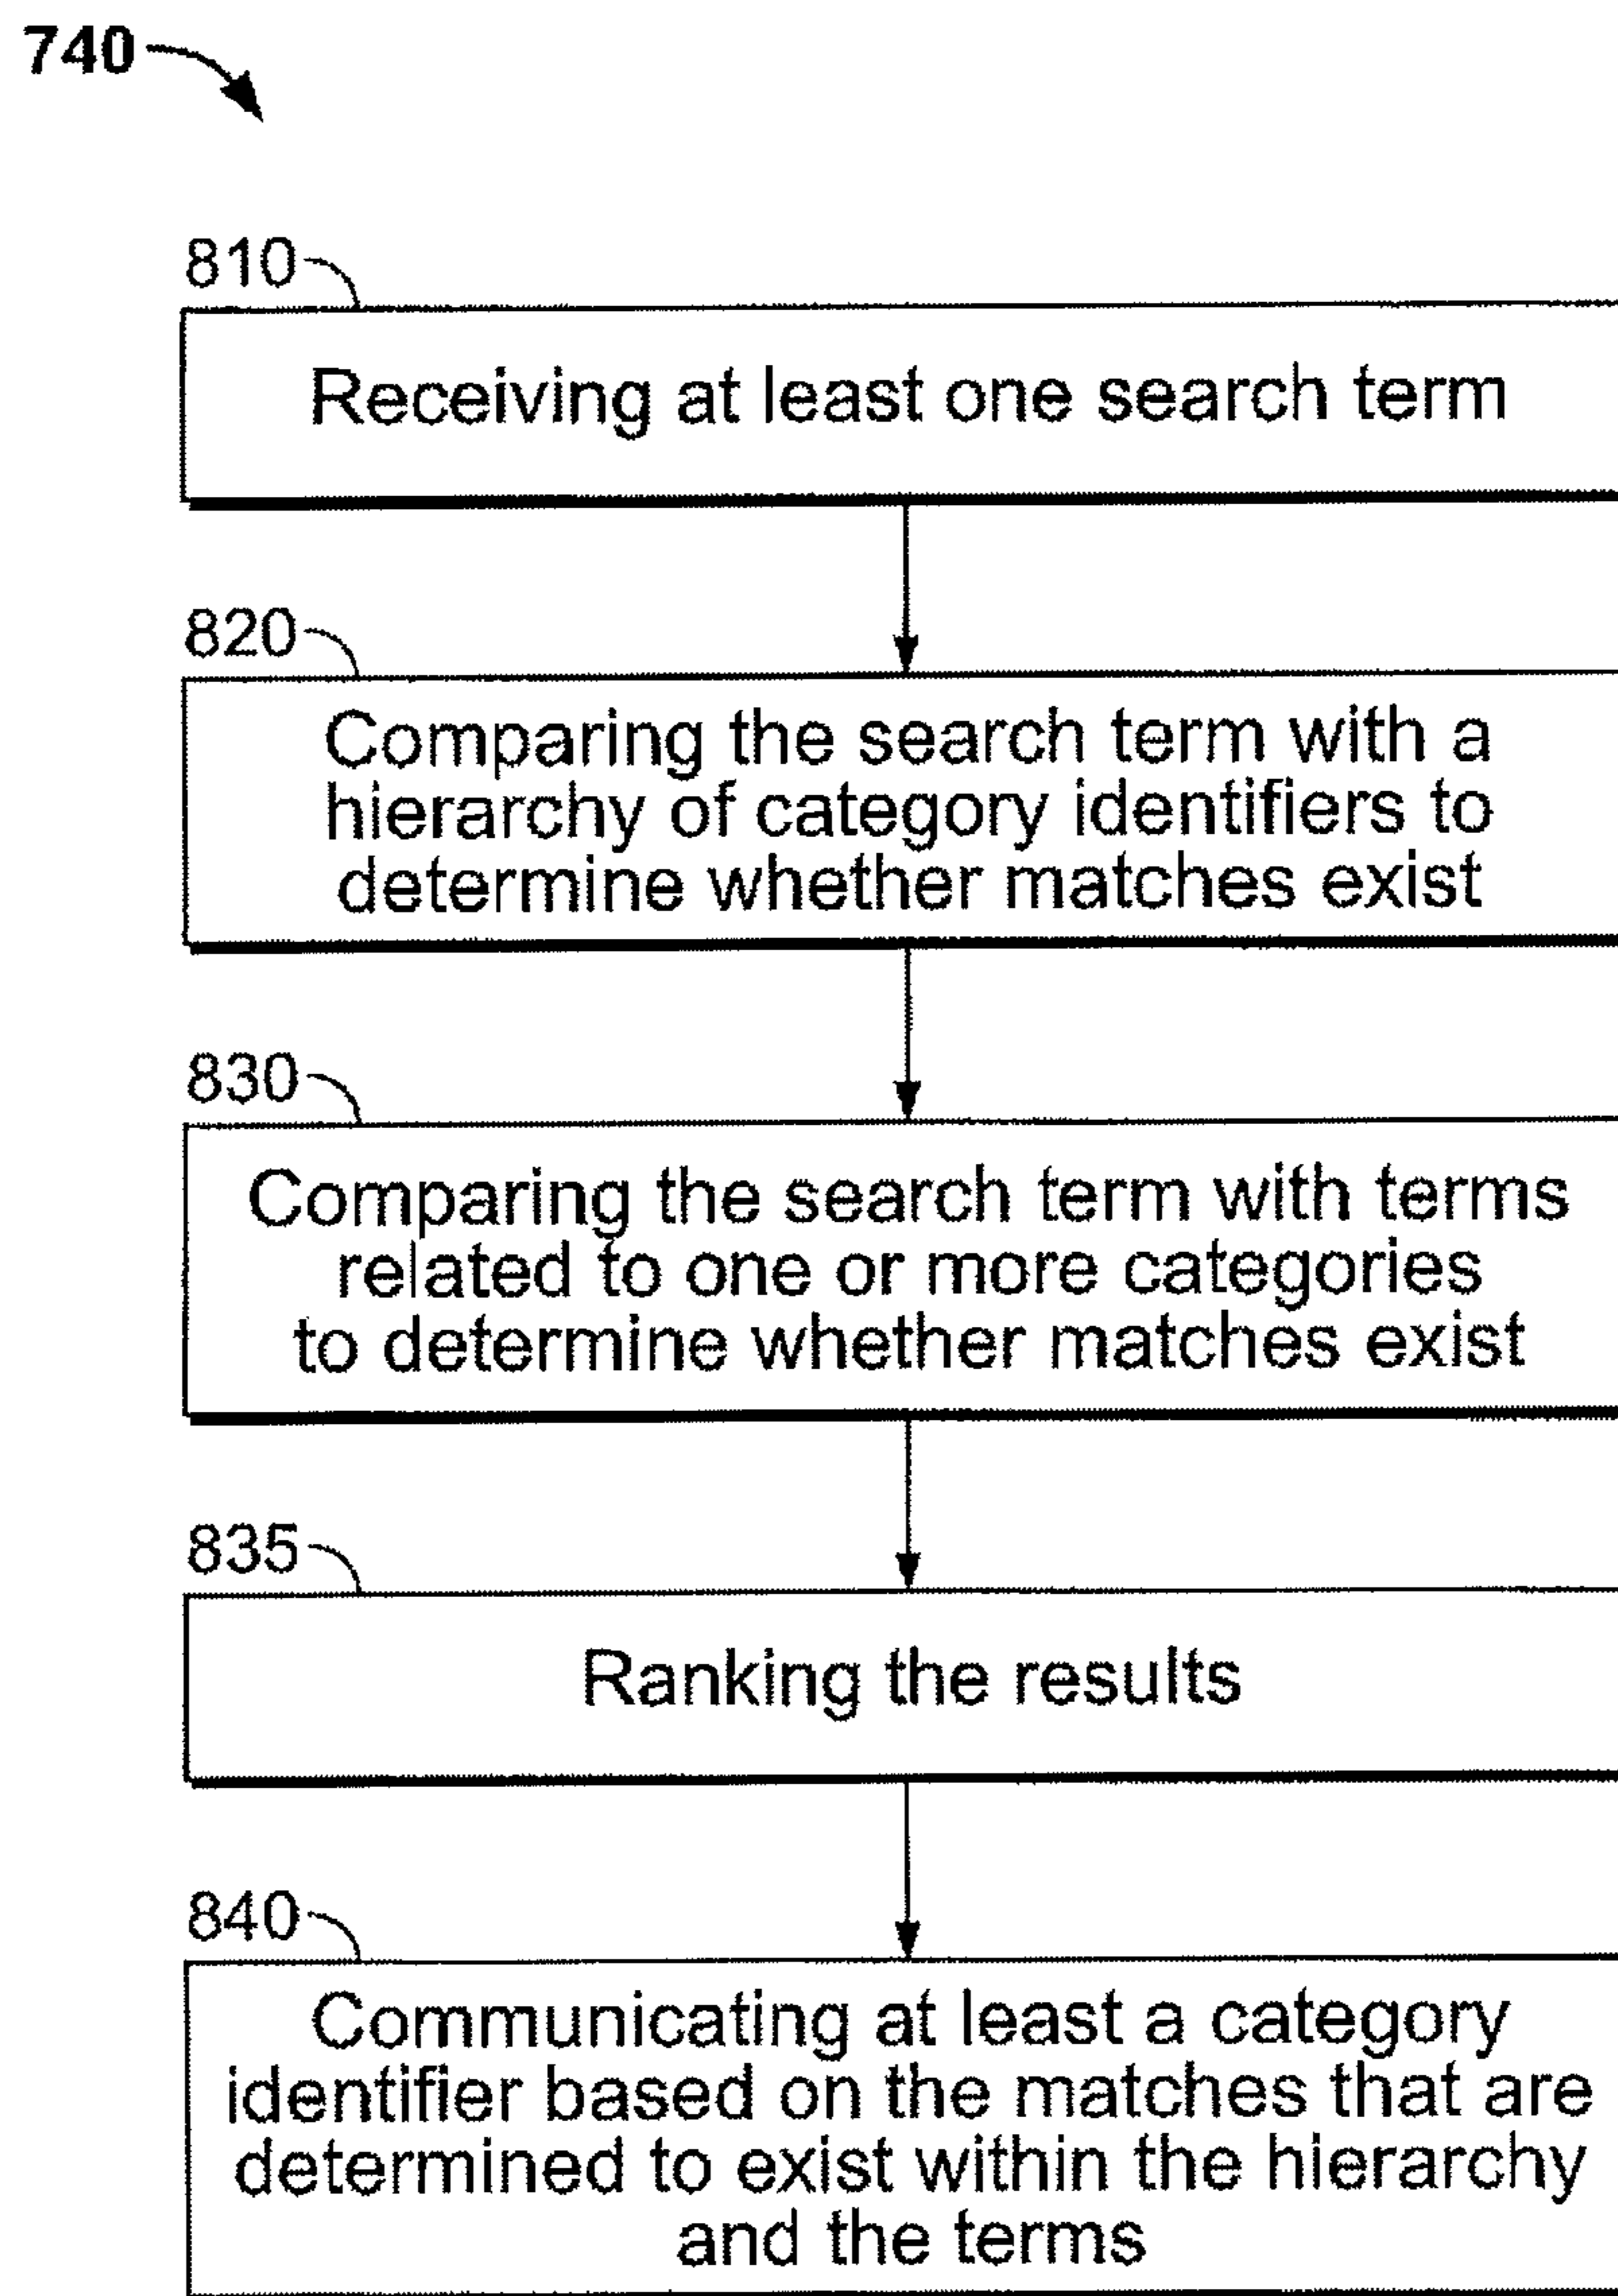 740
810
Receiving at least one search term
820
Comparing the search term with a
hierarchy of category identifiers to
determine whether matches exist
830
Comparing the search term with terms
related to one or more categories
to determine whether matches exist
835
Ranking the results
840
Communicating at least a category
identifier based on the matches that are
determined to exist within the hierarchy
and the terms